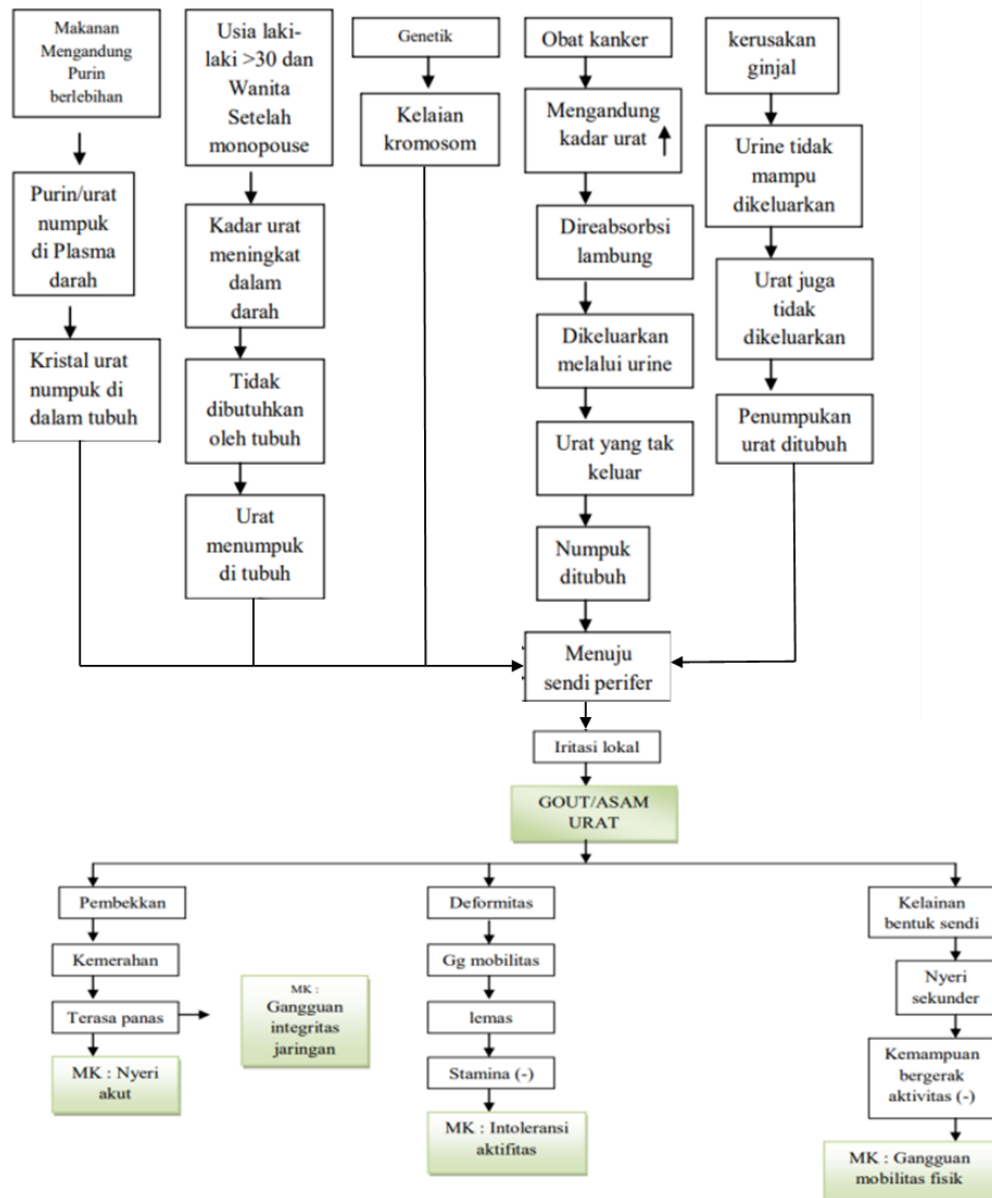 Makanan
Mengandung
Purin
berlebihan
Purin/urat
numpuk
di Plasma
darah
Kristal urat
numpuk di
dalam tubuh
Usia laki-
laki >30 dan
Wanita
Setelah
monopouse
Kadar urat
meningkat
dalam
darah
Tidak
dibutuhkan
oleh tubuh
Urat
menumpuk
di tubuh
Genetik
Kelaian
kromosom
Obat kanker
Mengandung
kadar urat ↑
Direabsorbsi
lambung
Dikeluarkan
melalui urine
Urat yang tak
keluar
Numpuk
ditubuh
kerusakan
ginjal
Urine tidak
mampu
dikeluarkan
Urat juga
tidak
dikeluarkan
Penumpukan
urat ditubuh
Menuju
sendi perifer
Iritasi lokal
GOUT/ASAM
URAT
Pembekkan
Kemerahan
Terasa panas
MK : Nyeri
akut
MK :
Gangguan
integritas
jaringan
Deformitas
Gg mobilitas
lemas
Stamina (-)
MK : Intoleransi
aktifitas
Kelainan
bentuk sendi
Nyeri
sekunder
Kemampuan
bergerak
aktivitas (-)
MK : Gangguan
mobilitas fisik